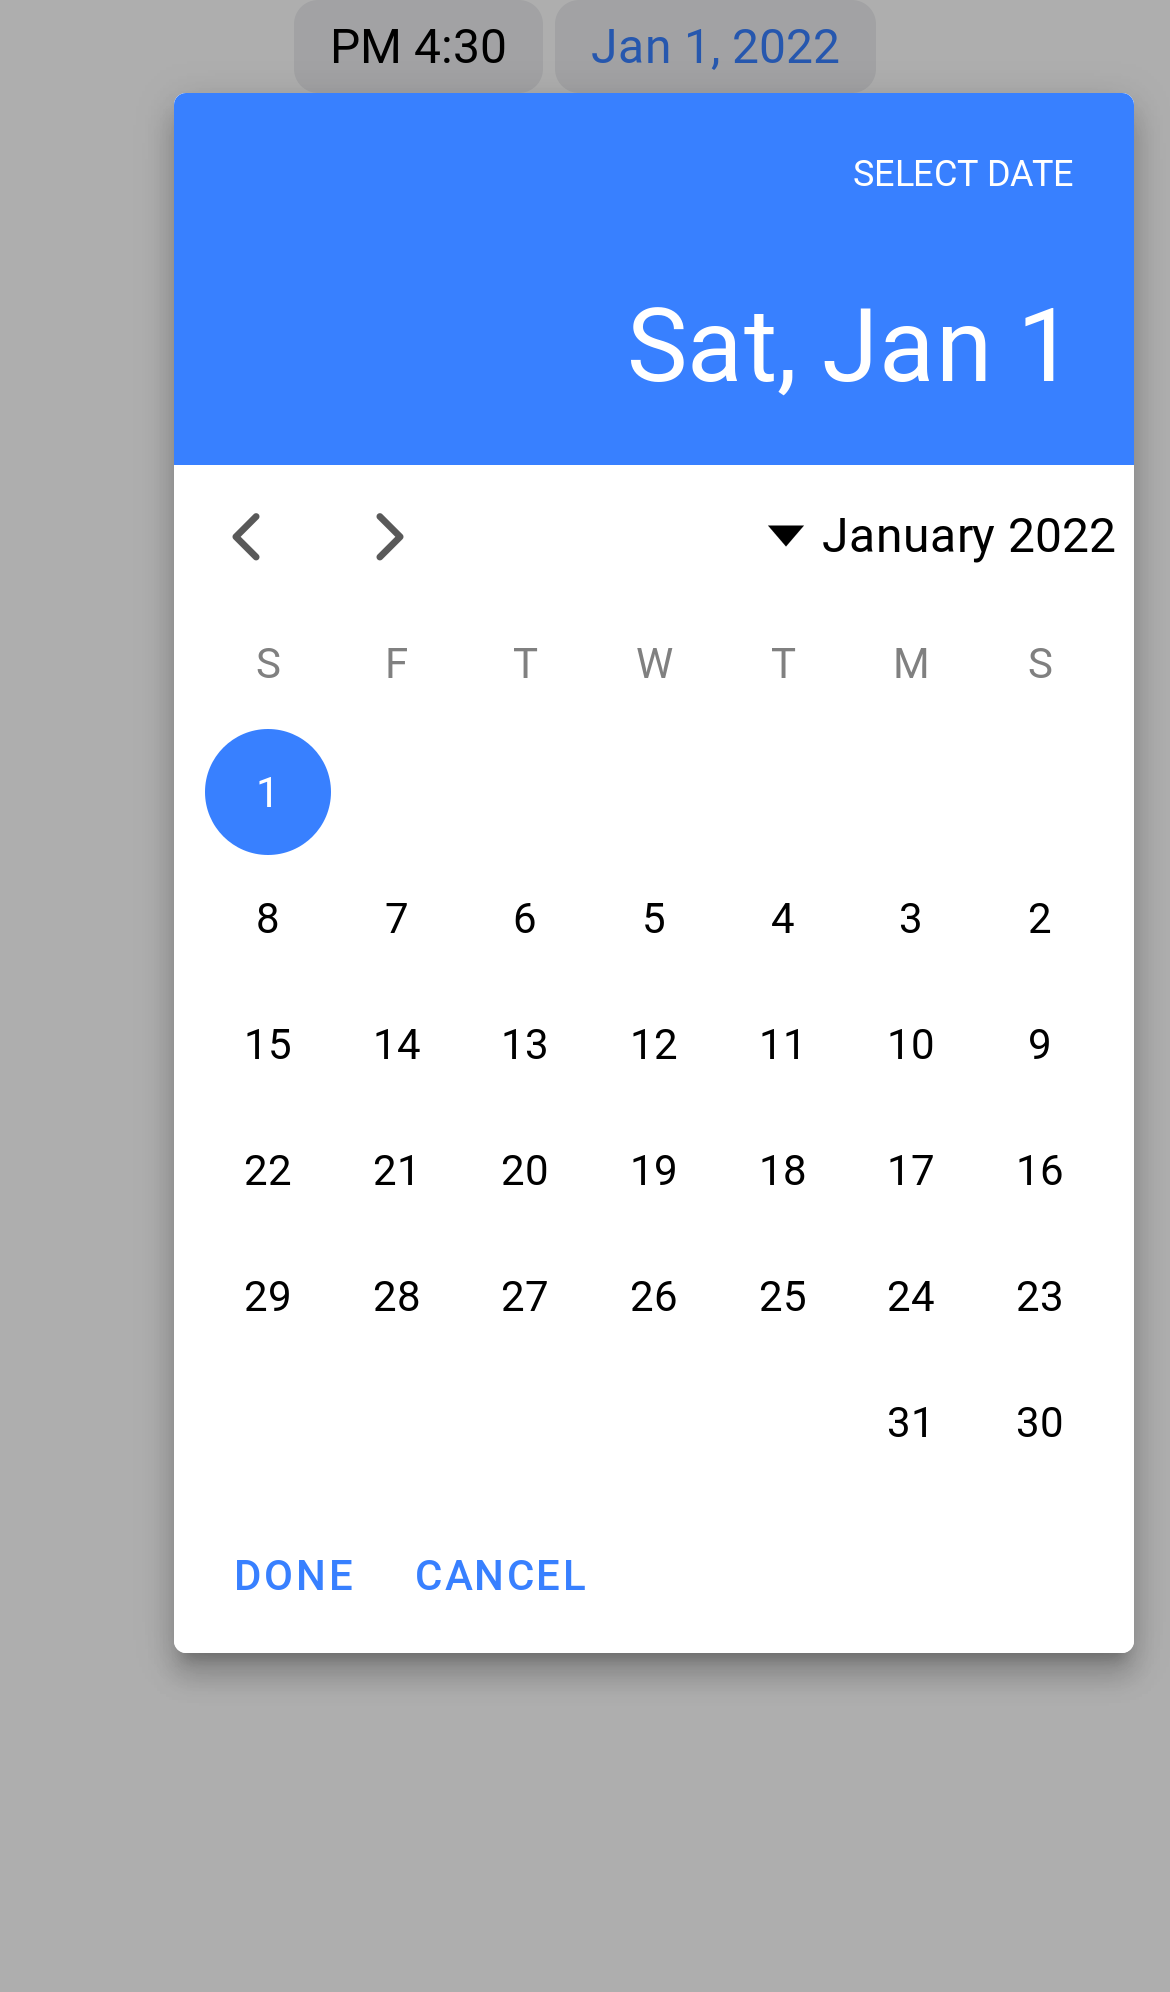 PM 4:30 Jan 1, 2022
SELECT DATE
Sat, Jan 1
January 2022
S F T W T M S
1
8 7 6 5 4 3 2
15 14 13 12 11 10 9
22 21 20 19 18 17 16
29 28 27 26 25 24 23
31 30
DONE CANCEL